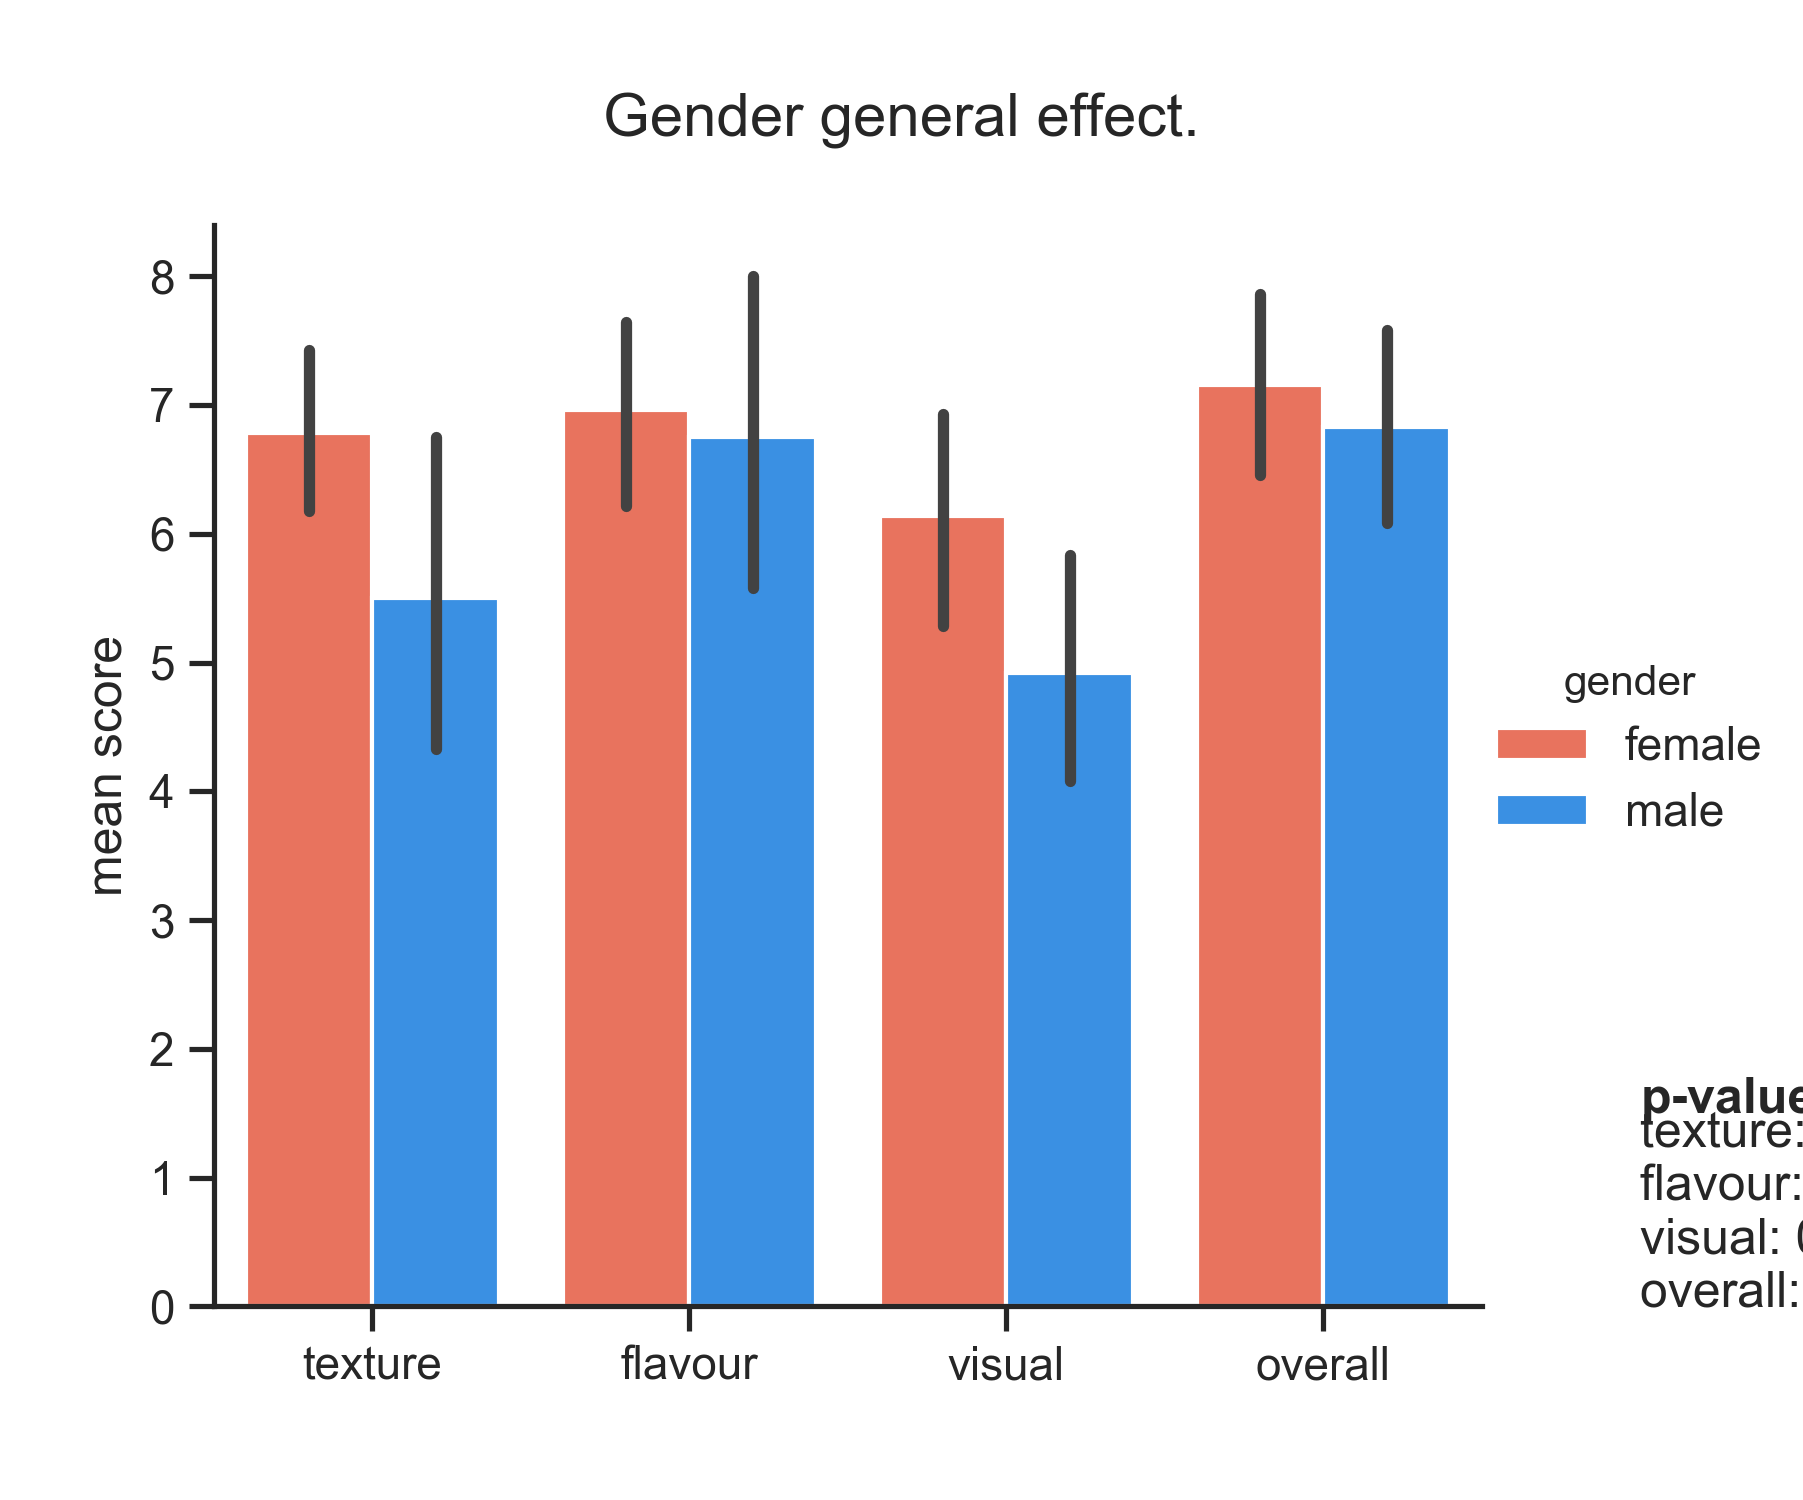 Gender general effect.
mean score
8
7
6
5
4
3
2
1
0
texture flavour visual overall
gender
female
male
p-value
texture:
flavour:
visual:
overall: